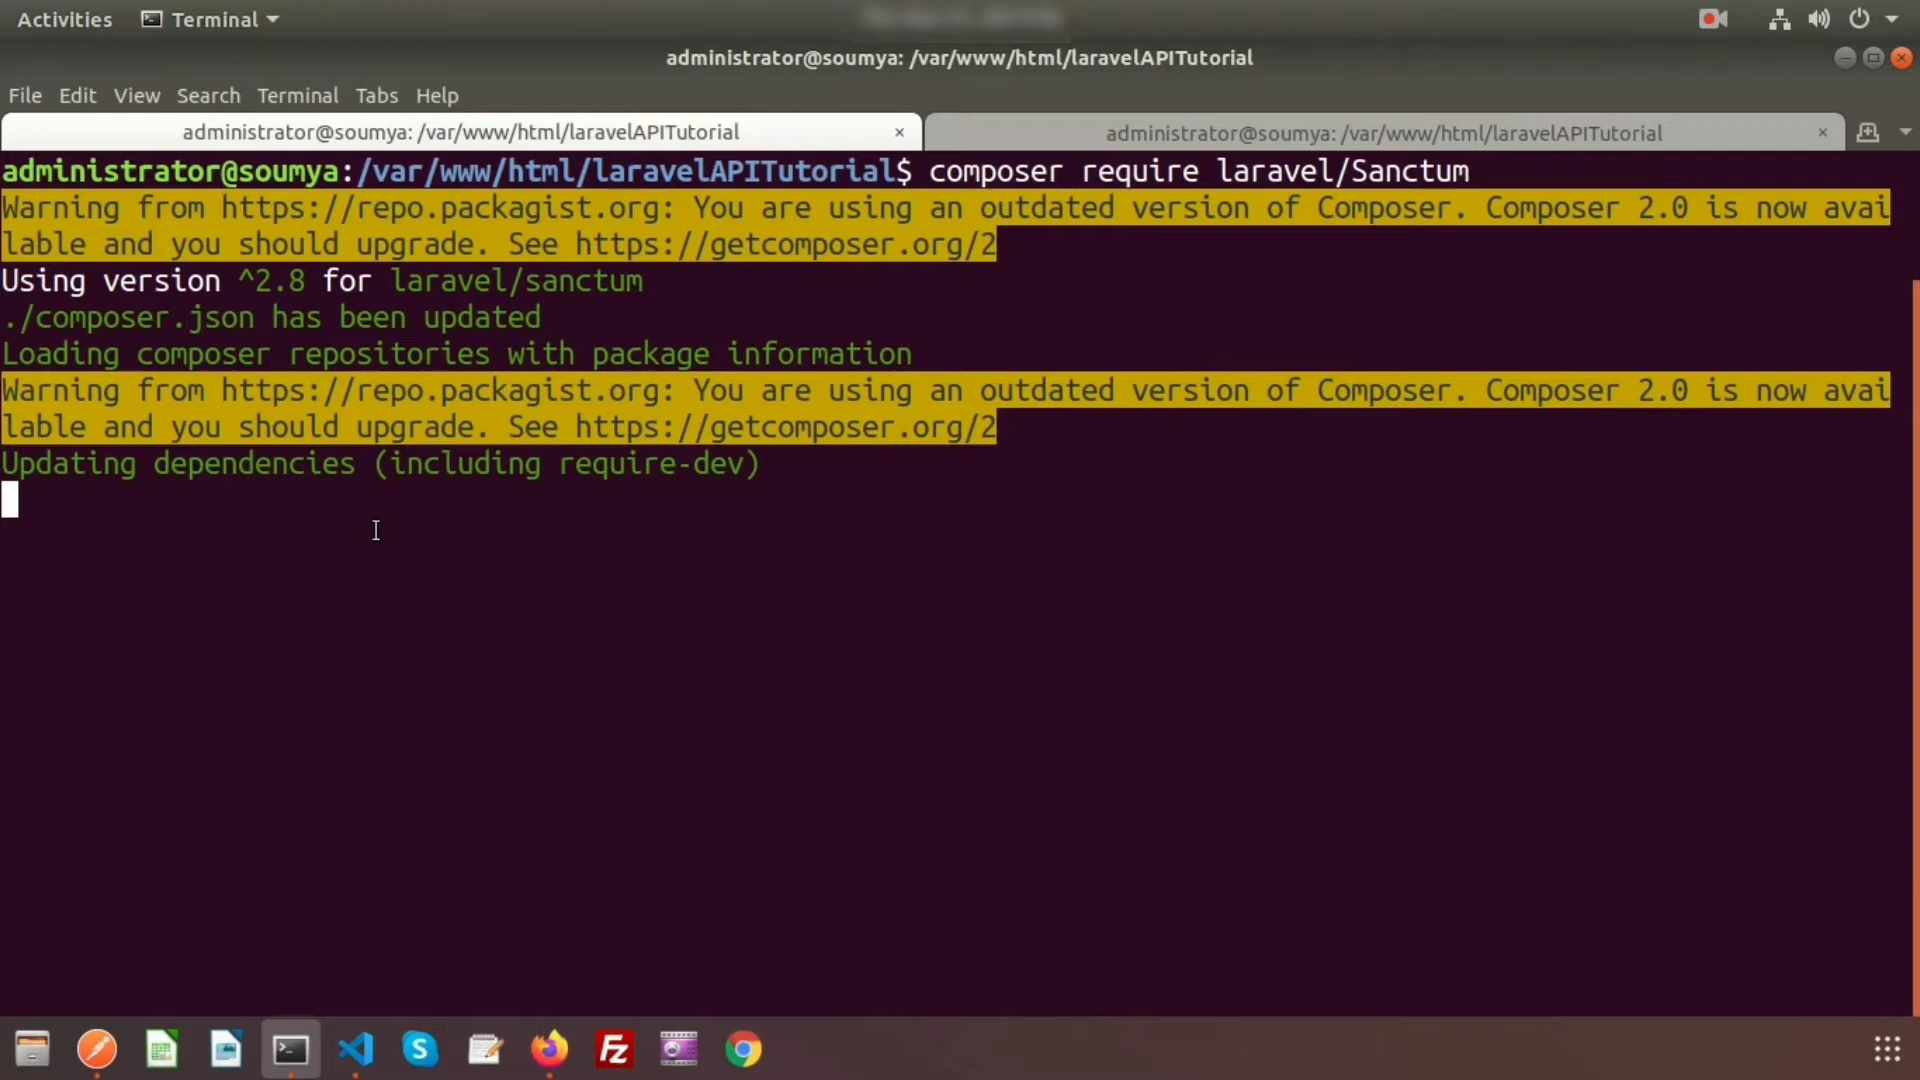 Activities Terminal
administrator@soumya: /var/www/html/laravelAPITutorial
File Edit View Search Terminal Tabs Help
administrator@soumya: /var/www/html/laravelAPITutorial × administrator@soumya: /var/www/html/laravelAPITutorial ×
administrator@soumya:/var/www/html/laravelAPITutorial$ composer require laravel/Sanctum
Warning from https://repo.packagist.org: You are using an outdated version of Composer. Composer 2.0 is now avai
lable and you should upgrade. See https://getcomposer.org/2
Using version ^2.8 for laravel/sanctum
./composer.json has been updated
Loading composer repositories with package information
Warning from https://repo.packagist.org: You are using an outdated version of Composer. Composer 2.0 is now avai
lable and you should upgrade. See https://getcomposer.org/2
Updating dependencies (including require-dev)